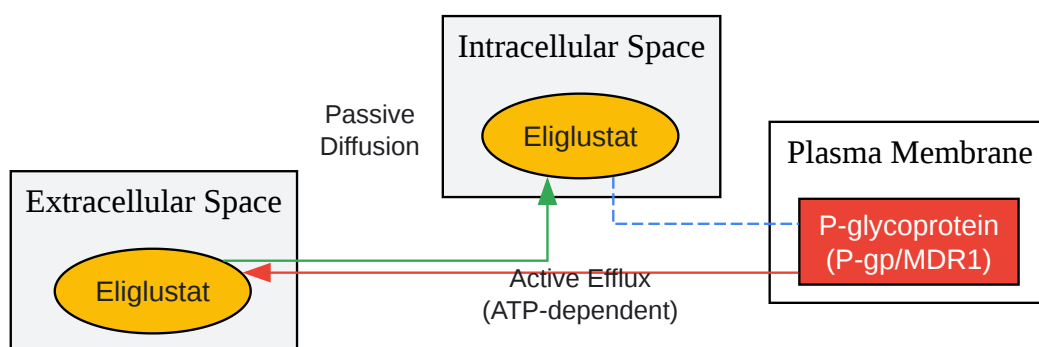 Intracellular Space
Eliglustat
Passive
Diffusion
Plasma Membrane
P-glycoprotein
(P-gp/MDR1)
Extracellular Space
Eliglustat
Active Efflux
(ATP-dependent)